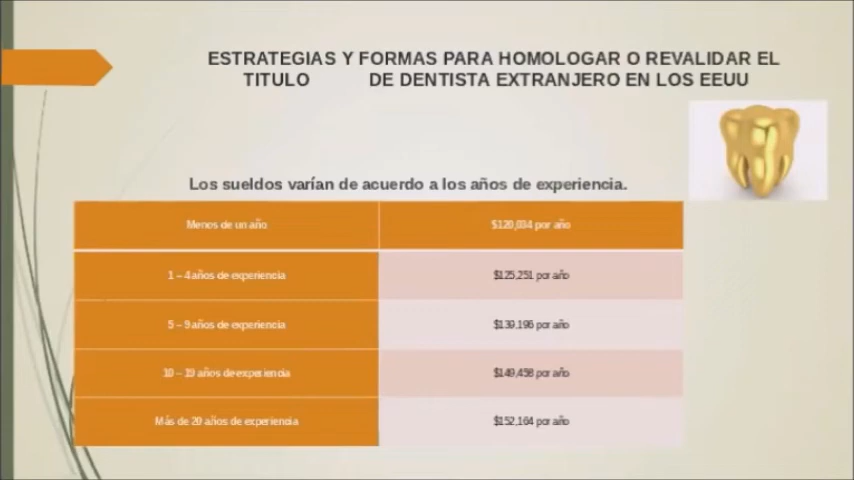 ESTRATEGIAS Y FORMAS PARA HOMOLOGAR O REVALIDAR EL
TITULO DE DENTISTA EXTRANJERO EN LOS EEUU
Los sueldos varían de acuerdo a los años de experiencia.
Menos de un año $120,034 por año
1 – 4 años de experiencia $125,251 por año
5 – 9 años de experiencia $139,196 por año
10 – 19 años de experiencia $149,458 por año
Más de 20 años de experiencia $152,164 por año